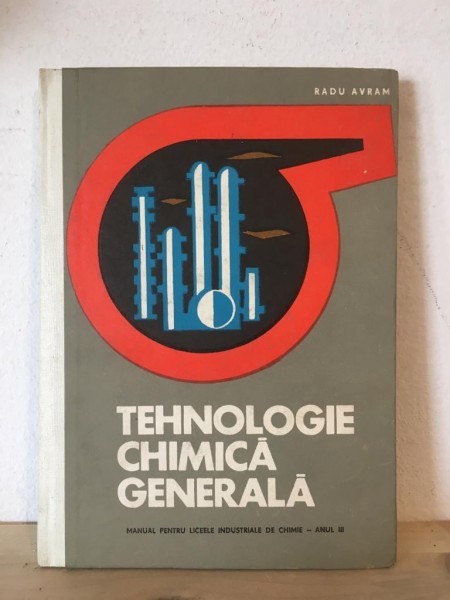 RADU AVRAM
TEHNOLOGIE
CHIMICĂ
GENERALĂ
MANUAL PENTRU LICEELE INDUSTRIALE DE CHIMIE – ANUL III